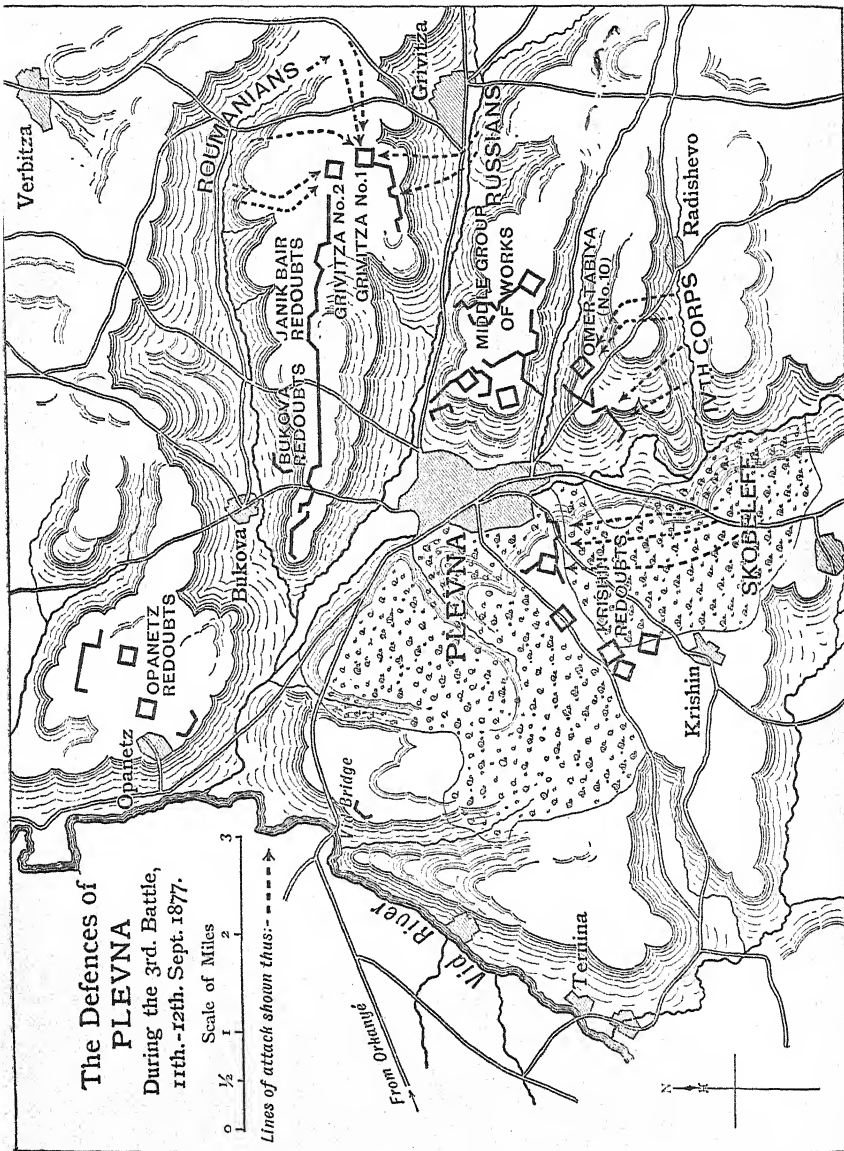 The Defences of
PLEVNA
During the 3rd. Battle,
11th.-12th. Sept. 1877.
Scale of Miles
0 ½ 1 2 3
Lines of attack shown thus:-
Verbitza
ROUMANIANS
Opanetz
OPANETZ
REDOUBTS
Bukova
BUKOVA
REDOUBTS
JANIK BAIR
REDOUBTS
GRIVITZA No.2
GRIVITZA No.1
Grivitza
RUSSIANS
Bridge
From Orkanyé
Vid River
PLEVNA
MIDDLE GROUP
OF WORKS
OMERTABIYA
(No.10)
Radishevo
IVTH CORPS
KRISHIN
REDOUBTS
SKOBELEFF
Krishin
Ternina
N